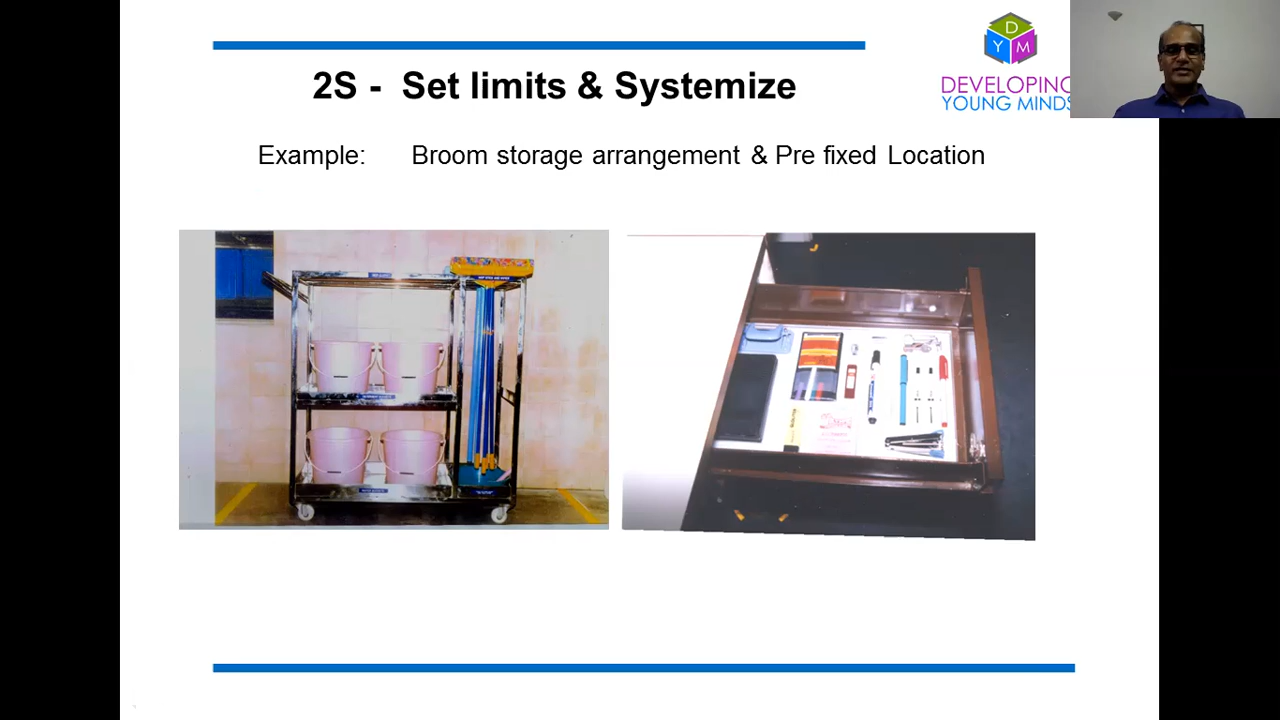 2S - Set limits & Systemize
D
Y M
DEVELOPING
YOUNG MINDS
Example: Broom storage arrangement & Pre fixed Location